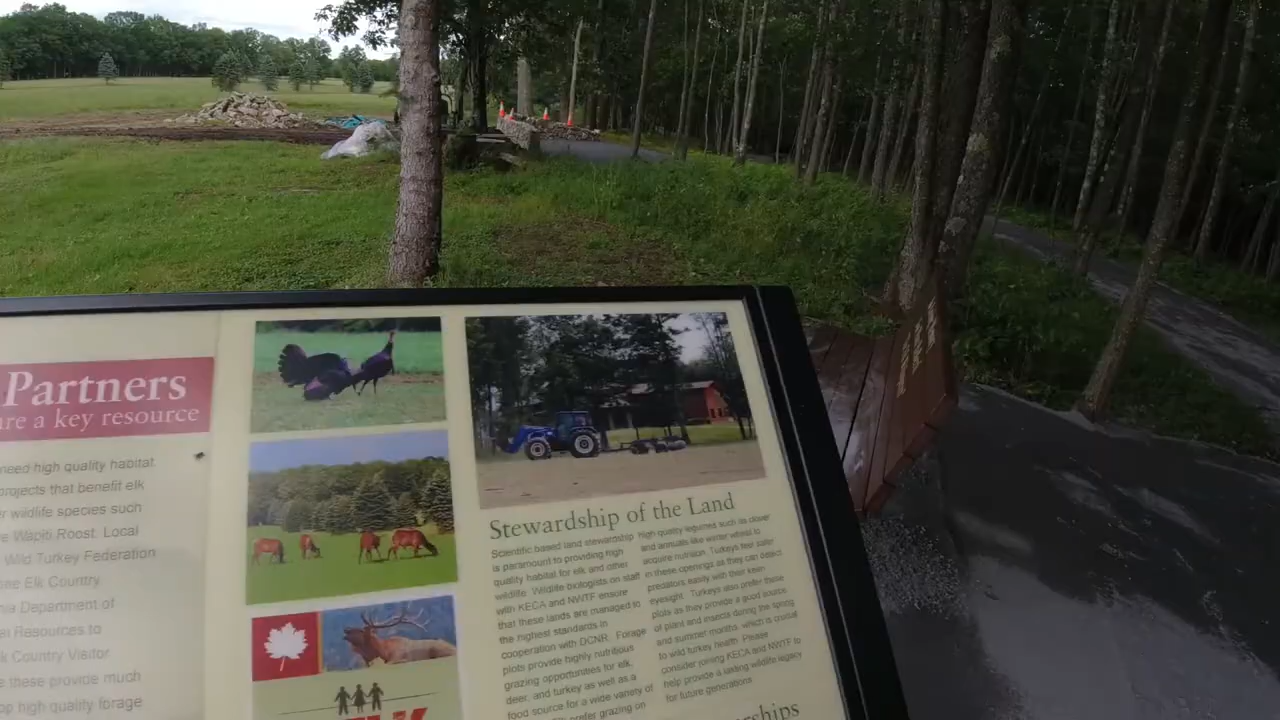 Partners
are a key resource
need high quality habitat.
projects that benefit elk
wildlife species such
Wapiti Roost. Local
Wild Turkey Federation
Elk Country
Department of
Resources to
Country Visitor
these provide much
high quality forage
Stewardship of the Land
Scientific based land stewardship
is paramount to providing high
quality habitat for elk and other
wildlife. Wildlife biologists on staff
with KECA and NWTF ensure
that these lands are managed to
the highest standards in
cooperation with DCNR. Forage
plots provide highly nutritious
grazing opportunities for elk,
deer, and turkey as well as a
food source for a wide variety of
prefer grazing on
high quality legumes such as clover
and annuals like winter wheat to
acquire nutrition. Turkeys feel safer
in these openings as they can detect
predators easily with their keen
eyesight. Turkeys also prefer these
plots as they provide a good source
of plant and insects during the spring
and summer months, which is crucial
to wild turkey health. Please
consider joining KECA and NWTF to
help provide a lasting wildlife legacy
for future generations.
ELK